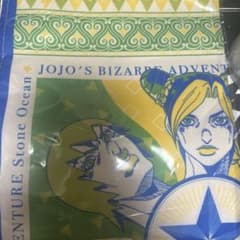 JOJO'S BIZARRE ADVENT
ENTURE Stone Ocean